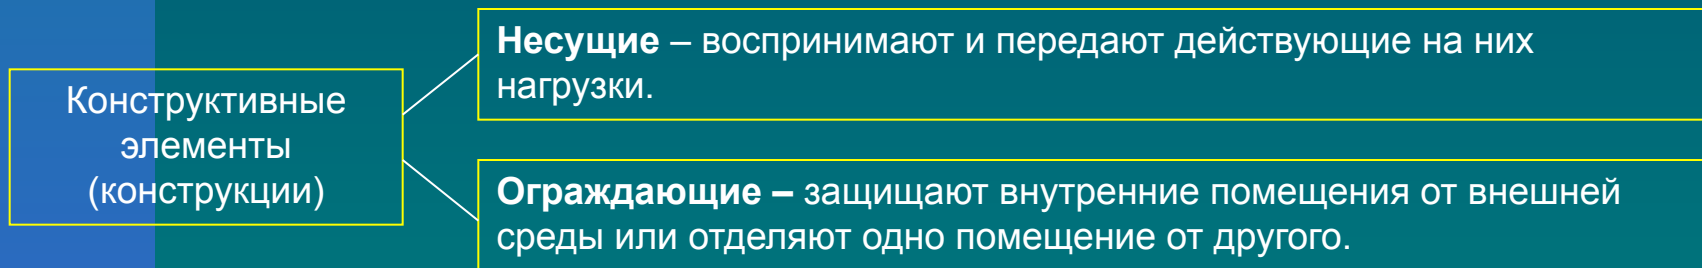 Конструктивные
элементы
(конструкции)
Несущие – воспринимают и передают действующие на них
нагрузки.
Ограждающие – защищают внутренние помещения от внешней
среды или отделяют одно помещение от другого.